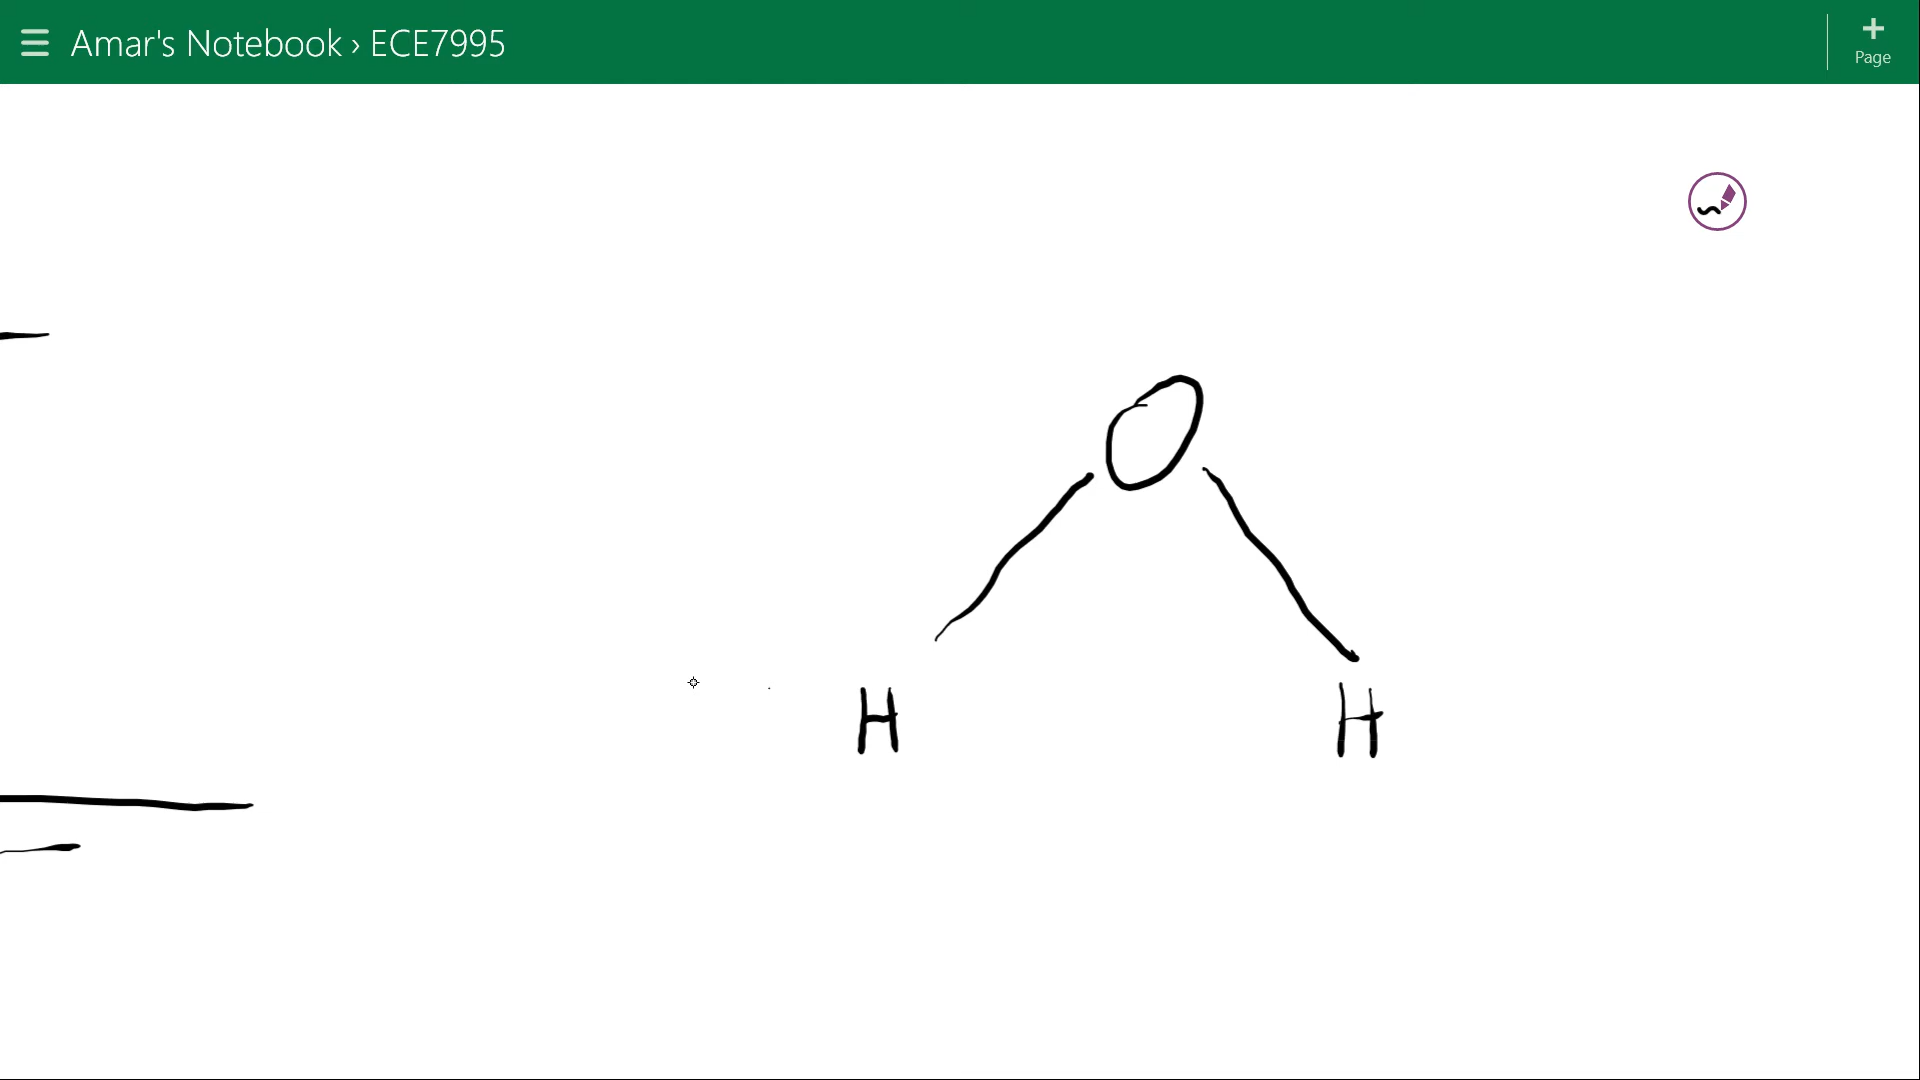 Amar's Notebook › ECE7995
+
Page
O
H H